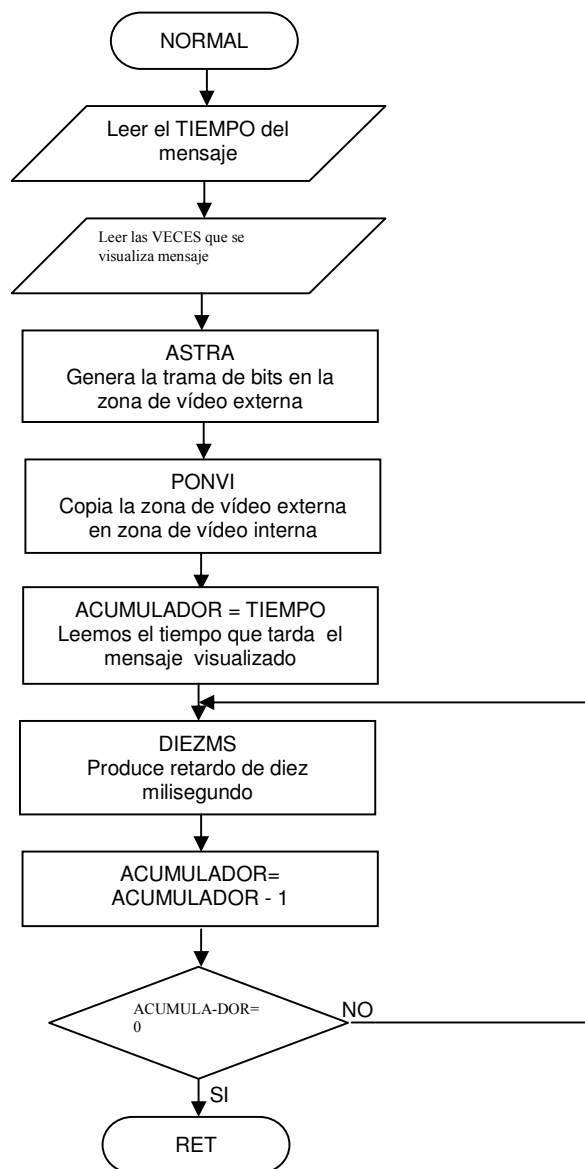 NORMAL
Leer el TIEMPO del
mensaje
Leer las VECES que se
visualiza mensaje
ASTRA
Genera la trama de bits en la
zona de vídeo externa
PONVI
Copia la zona de vídeo externa
en zona de vídeo interna
ACUMULADOR = TIEMPO
Leemos el tiempo que tarda el
mensaje visualizado
DIEZMS
Produce retardo de diez
milisegundo
ACUMULADOR=
ACUMULADOR - 1
ACUMULA-DOR=
0
NO
SI
RET